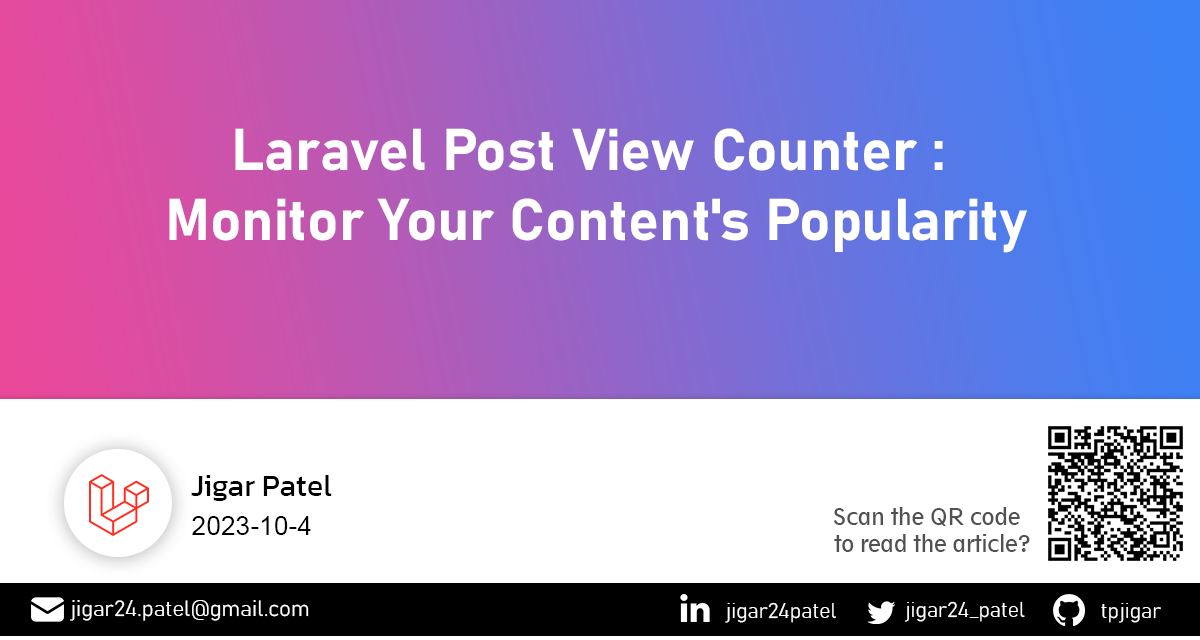 Laravel Post View Counter :
Monitor Your Content's Popularity
Jigar Patel
2023-10-4
Scan the QR code
to read the article?
jigar24.patel@gmail.com
in jigar24patel
jigar24_patel
tpjigar